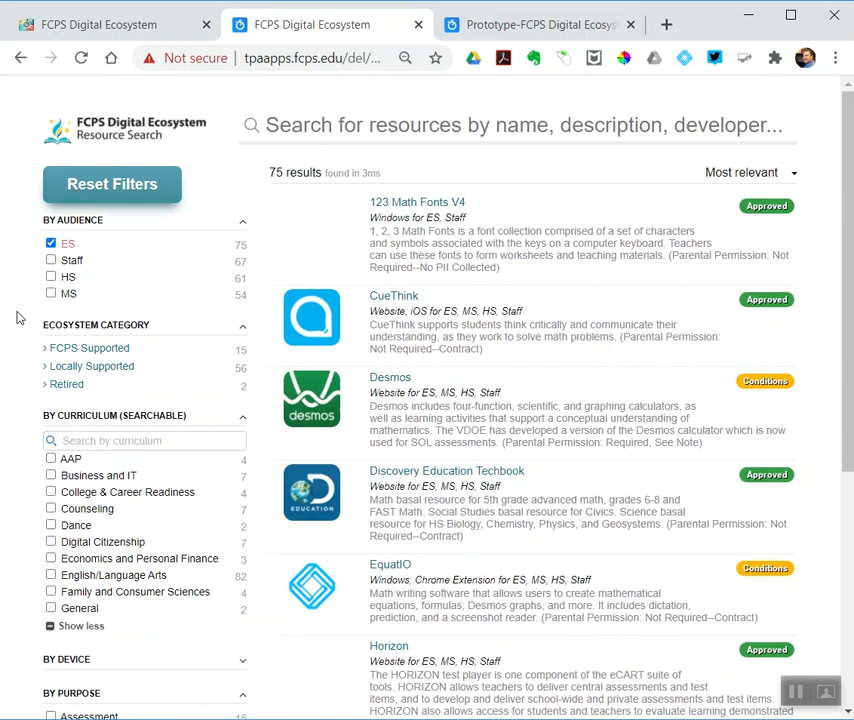 FCPS Digital Ecosystem
FCPS Digital Ecosystem
Prototype-FCPS Digital Ecosys
Not secure
tpaapps.fcps.edu/del/...
FCPS Digital Ecosystem
Resource Search
Search for resources by name, description, developer...
Reset Filters
75 results found in 3ms
Most relevant
BY AUDIENCE
ES 75
Staff 67
HS 61
MS 54
ECOSYSTEM CATEGORY
FCPS Supported 15
Locally Supported 56
Retired 2
BY CURRICULUM (SEARCHABLE)
Search by curriculum
AAP 4
Business and IT 7
College & Career Readiness 4
Counseling 7
Dance 2
Digital Citizenship 7
Economics and Personal Finance 3
English/Language Arts 82
Family and Consumer Sciences 4
General 2
Show less
BY DEVICE
BY PURPOSE
Assessment 15
123 Math Fonts V4
Approved
Windows for ES, Staff
1, 2, 3 Math Fonts is a font collection comprised of a set of characters
and symbols associated with the keys on a computer keyboard. Teachers
can use these fonts to form worksheets and teaching materials. (Parental Permission: Not
Required--No PII Collected)
CueThink
Approved
Website, iOS for ES, MS, HS, Staff
CueThink supports students think critically and communicate their
understanding, as they work to solve math problems. (Parental Permission:
Not Required--Contract)
desmos
Desmos
Conditions
Website for ES, MS, HS, Staff
Desmos includes four-function, scientific, and graphing calculators, as
well as learning activities that support a conceptual understanding of
mathematics. The VDOE has developed a version of the Desmos calculator which is now
used for SOL assessments. (Parental Permission: Required, See Note)
EDUCATION
Discovery Education Techbook
Approved
Website for ES, MS, HS, Staff
Math basal resource for 5th grade advanced math, grades 6-8 and
FAST Math. Social Studies basal resource for Civics. Science basal
resource for HS Biology, Chemistry, Physics, and Geosystems. (Parental Permission: Not
Required--Contract)
EquatIO
Conditions
Windows, Chrome Extension for ES, MS, HS, Staff
Math writing software that allows users to create mathematical
equations, formulas, Desmos graphs, and more. It includes dictation,
prediction, and a screenshot reader. (Parental Permission: Not Required--Contract)
Horizon
Approved
Website for ES, MS, HS, Staff
The HORIZON test player is one component of the eCART suite of
tools. HORIZON allows teachers to deliver central assessments and test
items, and to develop and deliver school-wide and private assessments and test items.
HORIZON also allows access for students and teachers to evaluate learning demonstrated